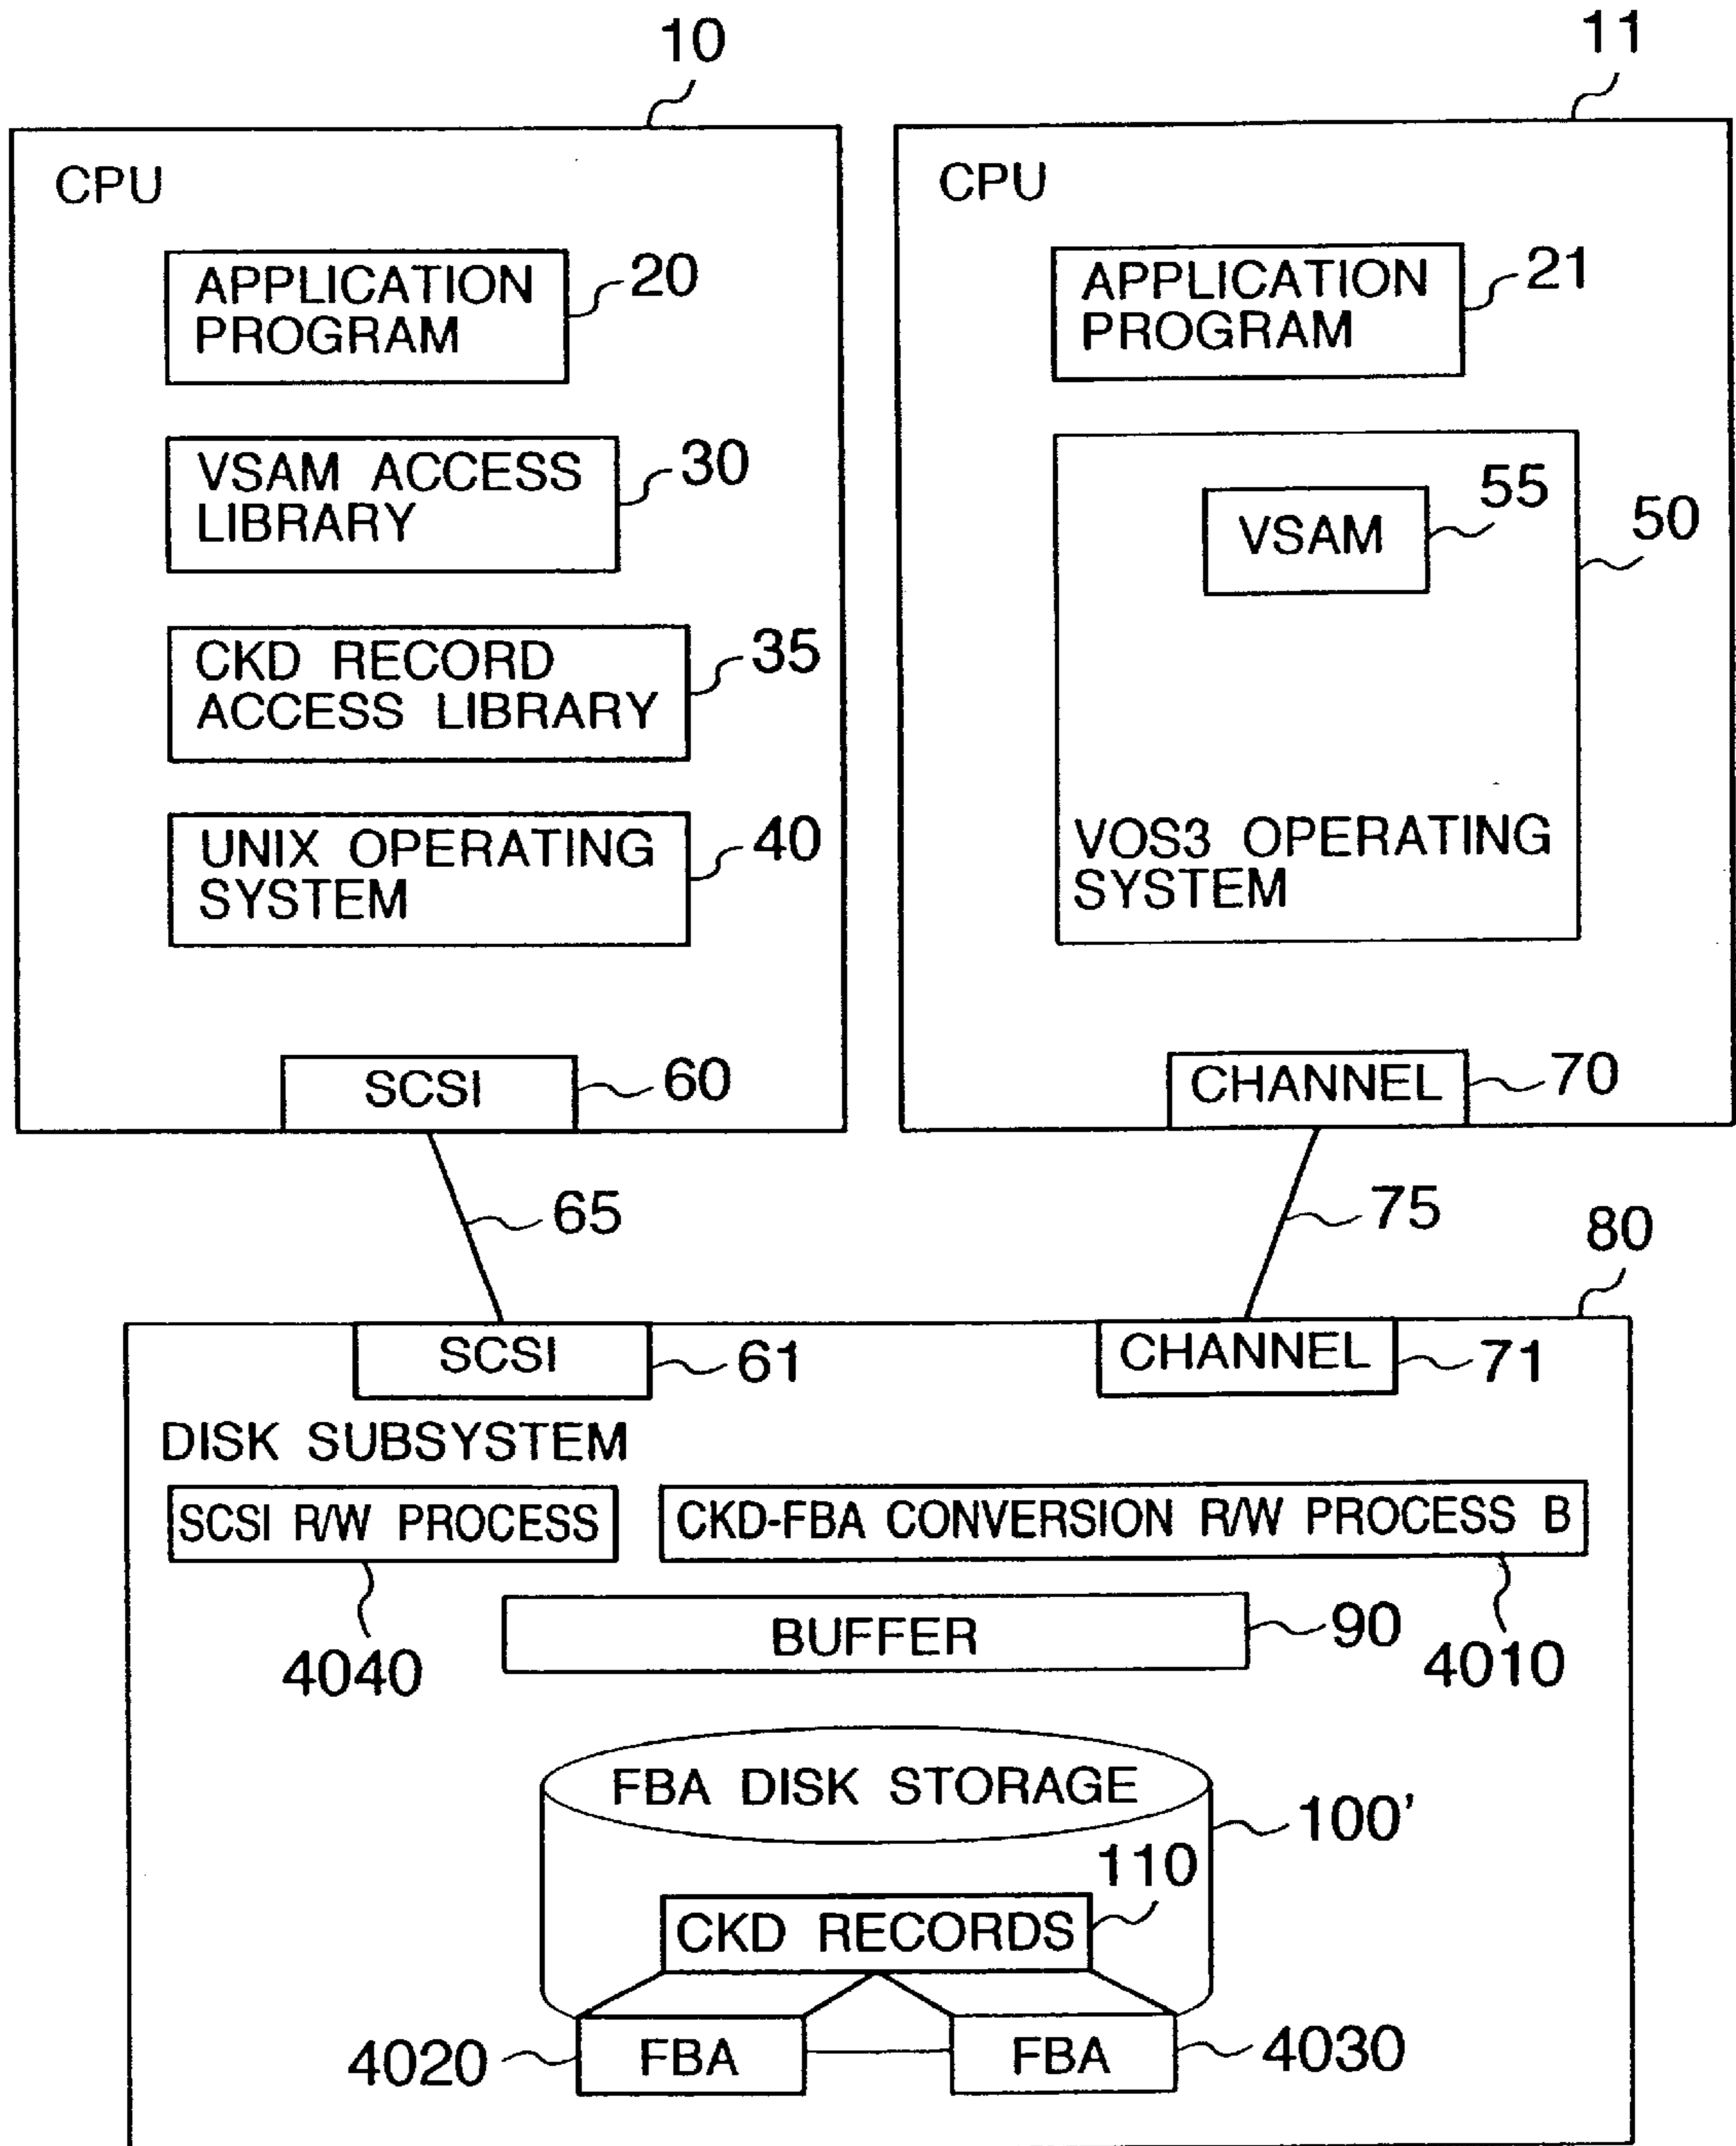 10
11
CPU
CPU
APPLICATION
PROGRAM
20
APPLICATION
PROGRAM
21
VSAM ACCESS
LIBRARY
30
VSAM
55
50
CKD RECORD
ACCESS LIBRARY
35
UNIX OPERATING
SYSTEM
40
VOS3 OPERATING
SYSTEM
SCSI
60
CHANNEL
70
65
75
80
SCSI
61
CHANNEL
71
DISK SUBSYSTEM
SCSI R/W PROCESS
CKD-FBA CONVERSION R/W PROCESS B
4040
BUFFER
90
4010
FBA DISK STORAGE
100'
110
CKD RECORDS
4020
FBA
FBA
4030